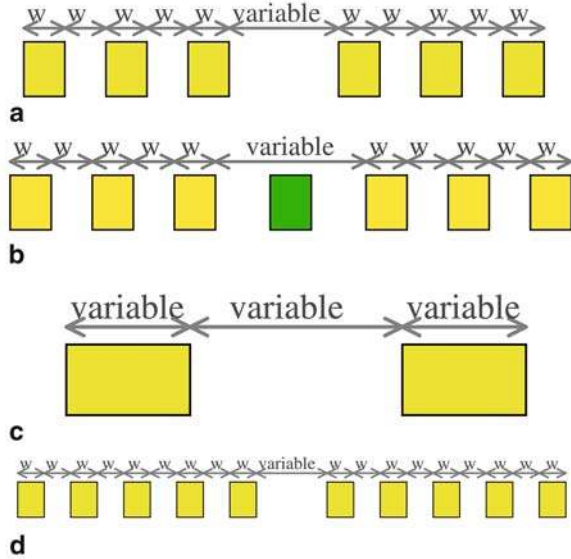 w w w w w variable w w w w w
a
w w w w w variable w w w w w
b
variable variable variable
c
w w w w w w w w w variable w w w w w w w w w
d